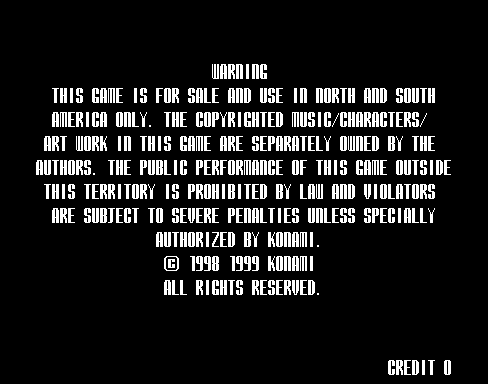 WARNING
THIS GAME IS FOR SALE AND USE IN NORTH AND SOUTH
AMERICA ONLY. THE COPYRIGHTED MUSIC/CHARACTERS/
ART WORK IN THIS GAME ARE SEPARATELY OWNED BY THE
AUTHORS. THE PUBLIC PERFORMANCE OF THIS GAME OUTSIDE
THIS TERRITORY IS PROHIBITED BY LAW AND VIOLATORS
ARE SUBJECT TO SEVERE PENALTIES UNLESS SPECIALLY
AUTHORIZED BY KONAMI.
© 1998 1999 KONAMI
ALL RIGHTS RESERVED.
CREDIT 0